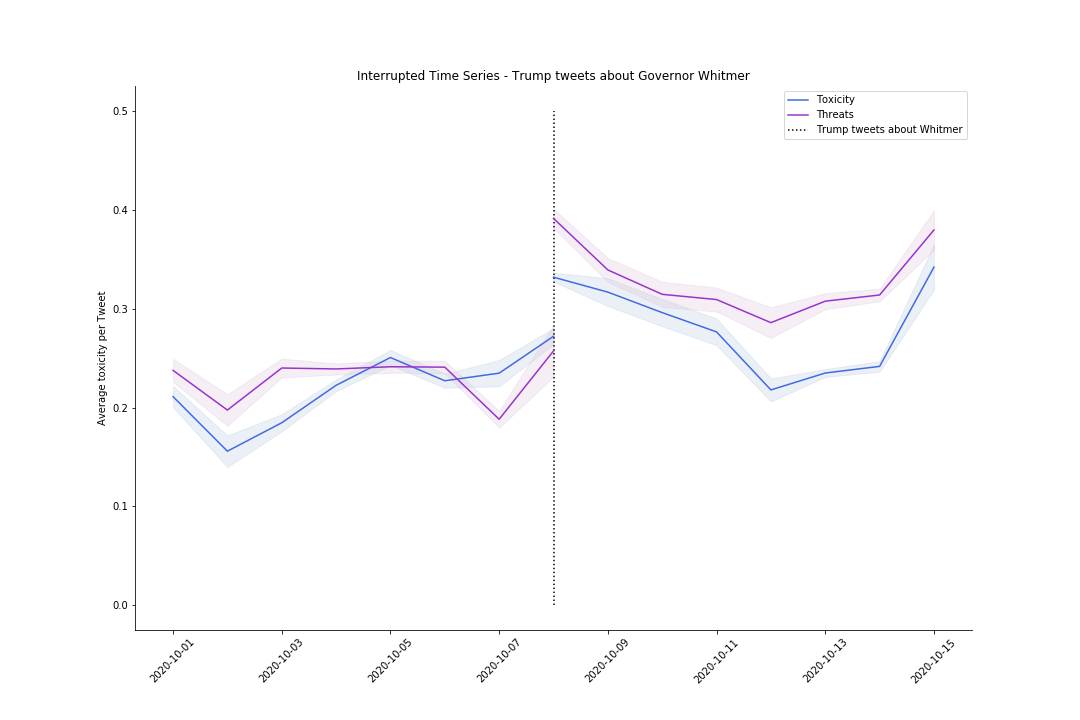 Interrupted Time Series - Trump tweets about Governor Whitmer
Toxicity
Threats
Trump tweets about Whitmer
Average toxicity per Tweet
0.5
0.4
0.3
0.2
0.1
0.0
2020-10-01
2020-10-03
2020-10-05
2020-10-07
2020-10-09
2020-10-11
2020-10-13
2020-10-15